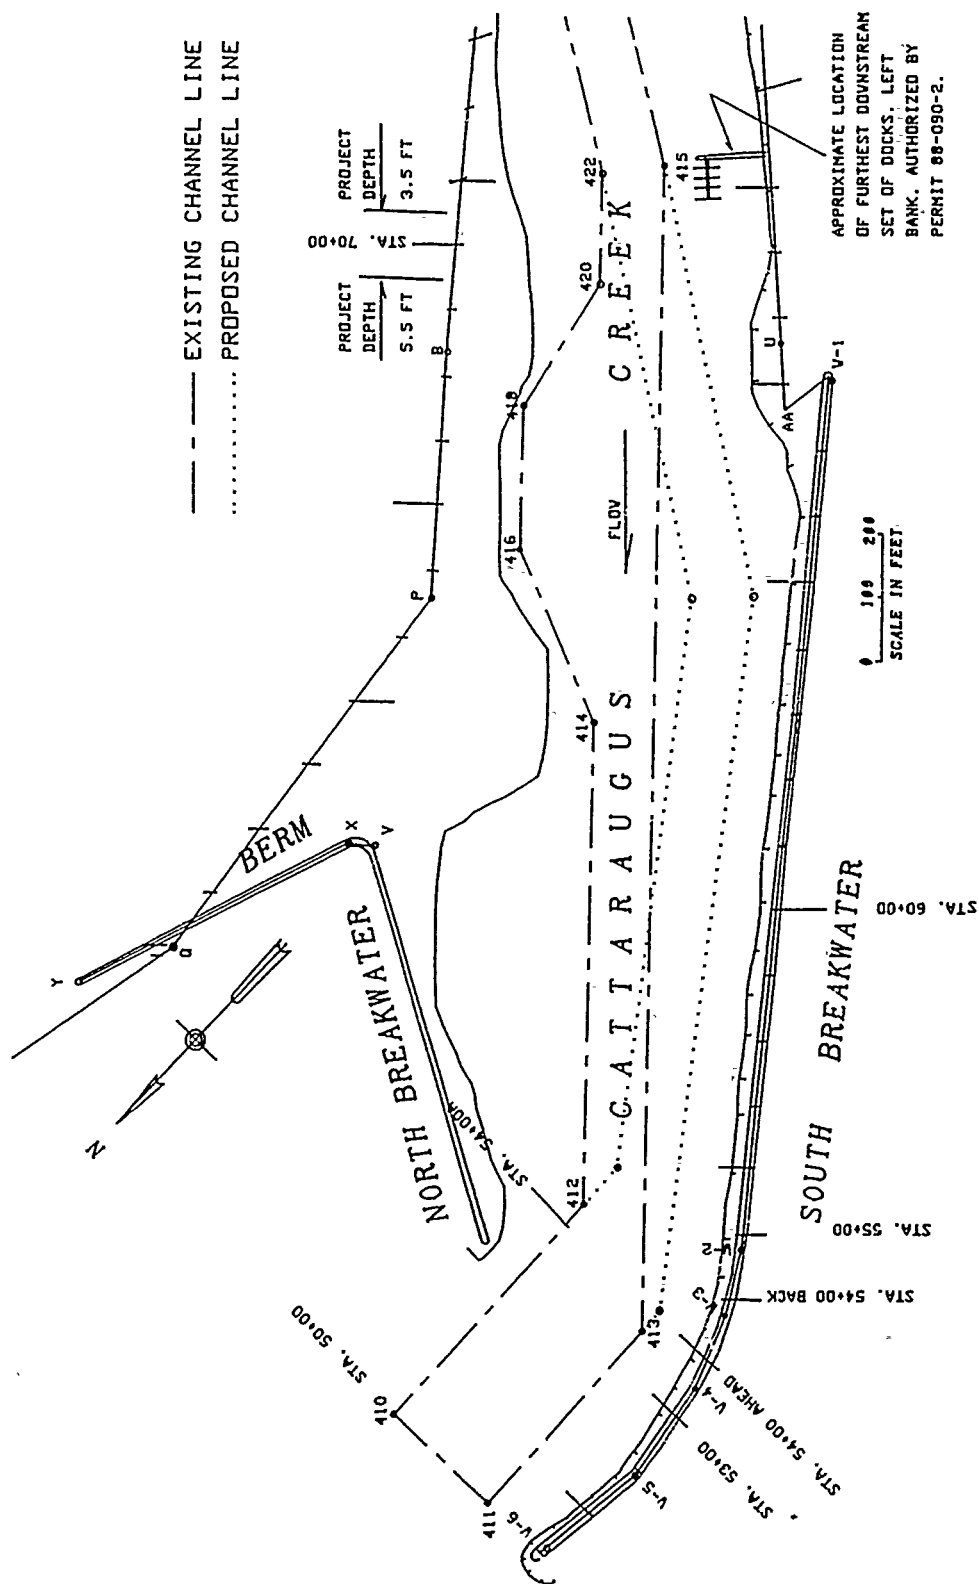 — - — EXISTING CHANNEL LINE
........ PROPOSED CHANNEL LINE
PROJECT
DEPTH
3.5 FT
STA. 70+00
PROJECT
DEPTH
5.5 FT
B
P
422
420
418
416
414
415
APPROXIMATE LOCATION
OF FURTHEST DOWNSTREAM
SET OF DOCKS, LEFT
BANK, AUTHORIZED BY
PERMIT 88-090-2.
U
AA
V-1
FLOW
CATTARAUGUS CREEK
0 100 200
SCALE IN FEET
BERM
X
V
Y
Q
N
NORTH BREAKWATER
STA. 54+00A
412
STA. 50+00
410
411
413
STA. 60+00
SOUTH BREAKWATER
STA. 55+00
V-2
STA. 54+00 BACK
V-3
STA. 54+00 AHEAD
V-4
STA. 53+00
V-5
V-6